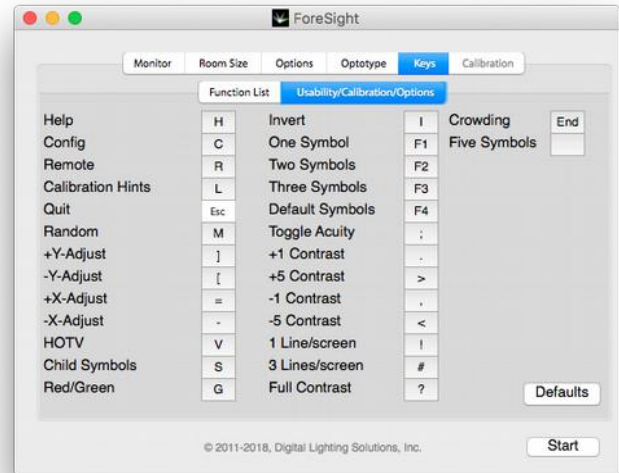 ForeSight
Monitor Room Size Options Optotype Keys Calibration
Function List Usability/Calibration/Options
Help H Invert I Crowding End
Config C One Symbol F1 Five Symbols
Remote R Two Symbols F2
Calibration Hints L Three Symbols F3
Quit Esc Default Symbols F4
Random M Toggle Acuity ;
+Y-Adjust ] +1 Contrast .
-Y-Adjust [ +5 Contrast >
+X-Adjust = -1 Contrast ,
-X-Adjust - -5 Contrast <
HOTV V 1 Line/screen !
Child Symbols S 3 Lines/screen #
Red/Green G Full Contrast ? Defaults
© 2011-2018, Digital Lighting Solutions, Inc. Start